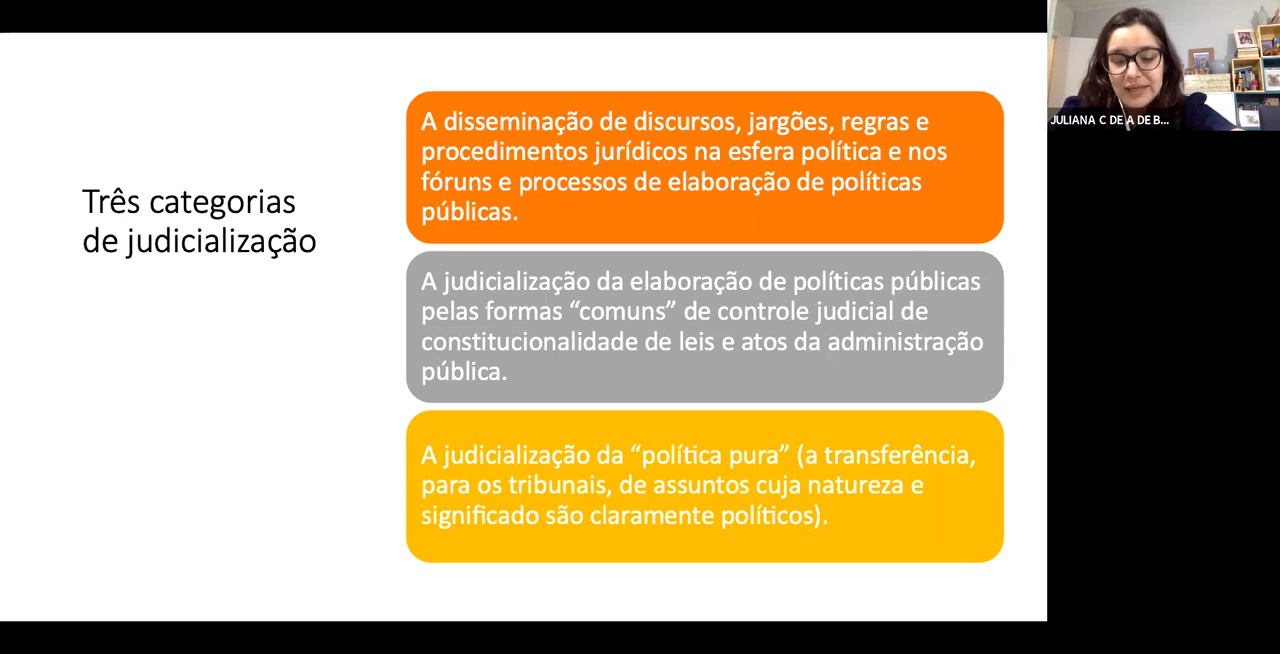 Três categorias
de judicialização
A disseminação de discursos, jargões, regras e
procedimentos jurídicos na esfera política e nos
fóruns e processos de elaboração de políticas
públicas.
A judicialização da elaboração de políticas públicas
pelas formas “comuns” de controle judicial de
constitucionalidade de leis e atos da administração
pública.
A judicialização da “política pura” (a transferência,
para os tribunais, de assuntos cuja natureza e
significado são claramente políticos).
JULIANA C DE A DE B...